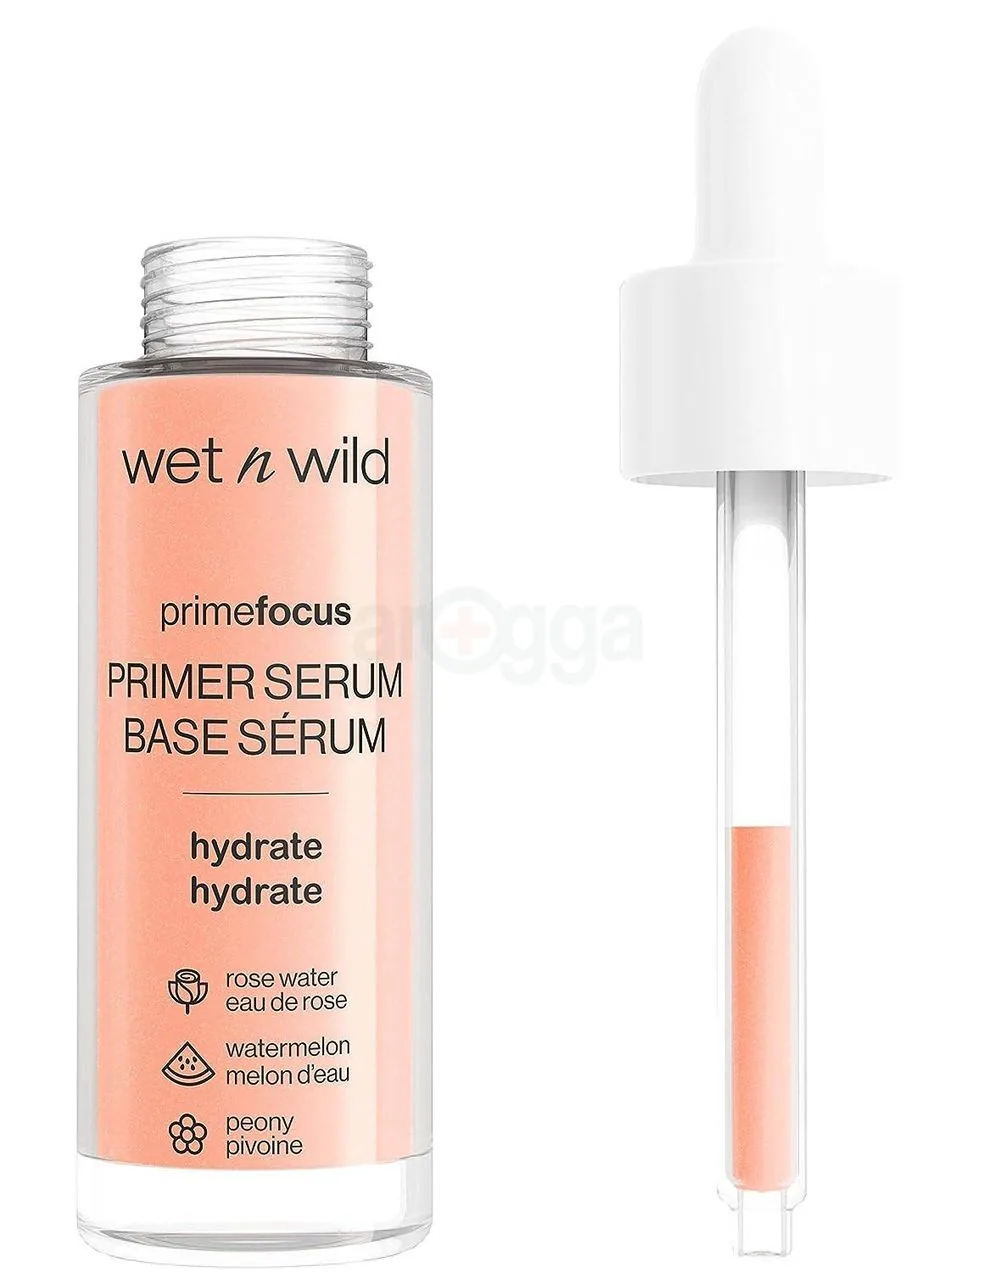 wet n wild
primefocus
PRIMER SERUM
BASE SÉRUM
hydrate
hydrate
rose water
eau de rose
watermelon
melon d'eau
peony
pivoine
arogga